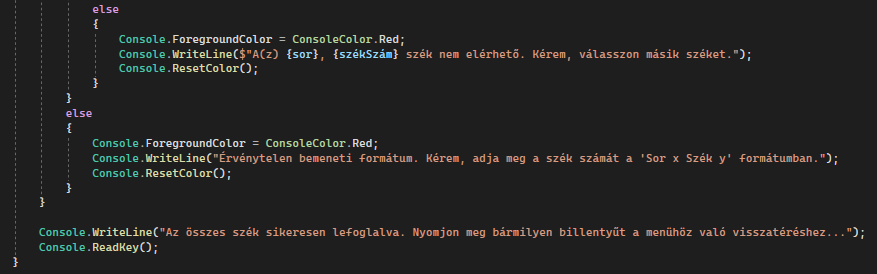 else
{
Console.ForegroundColor = ConsoleColor.Red;
Console.WriteLine($"A(z) {sor}, {székSzám} szék nem elérhető. Kérem, válasszon másik széket.");
Console.ResetColor();
}
}
else
{
Console.ForegroundColor = ConsoleColor.Red;
Console.WriteLine("Érvénytelen bemeneti formátum. Kérem, adja meg a szék számát a 'Sor x Szék y' formátumban.");
Console.ResetColor();
}
}
Console.WriteLine("Az összes szék sikeresen lefoglalva. Nyomjon meg bármilyen billentyűt a menühöz való visszatéréshez...");
Console.ReadKey();
}